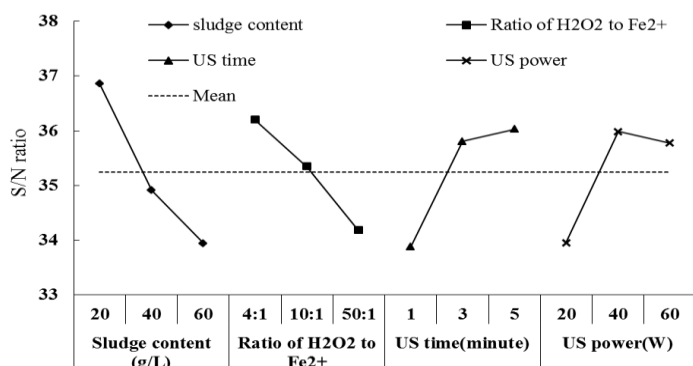 sludge content
Ratio of H2O2 to Fe2+
US time
US power
Mean
S/N ratio
38
37
36
35
34
33
20 40 60 4:1 10:1 50:1 1 3 5 20 40 60
Sludge content Ratio of H2O2 to US time(minute) US power(W)
(g/L) Fe2+